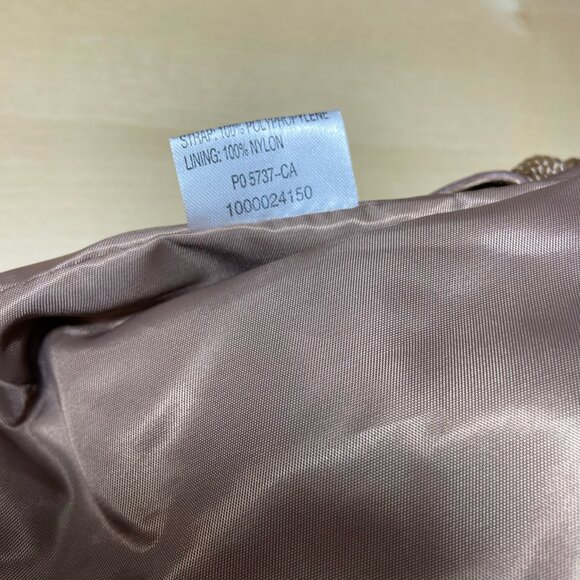 STRAP: 100% POLYPROPYLENE
LINING: 100% NYLON
PO 5737-CA
1000024150